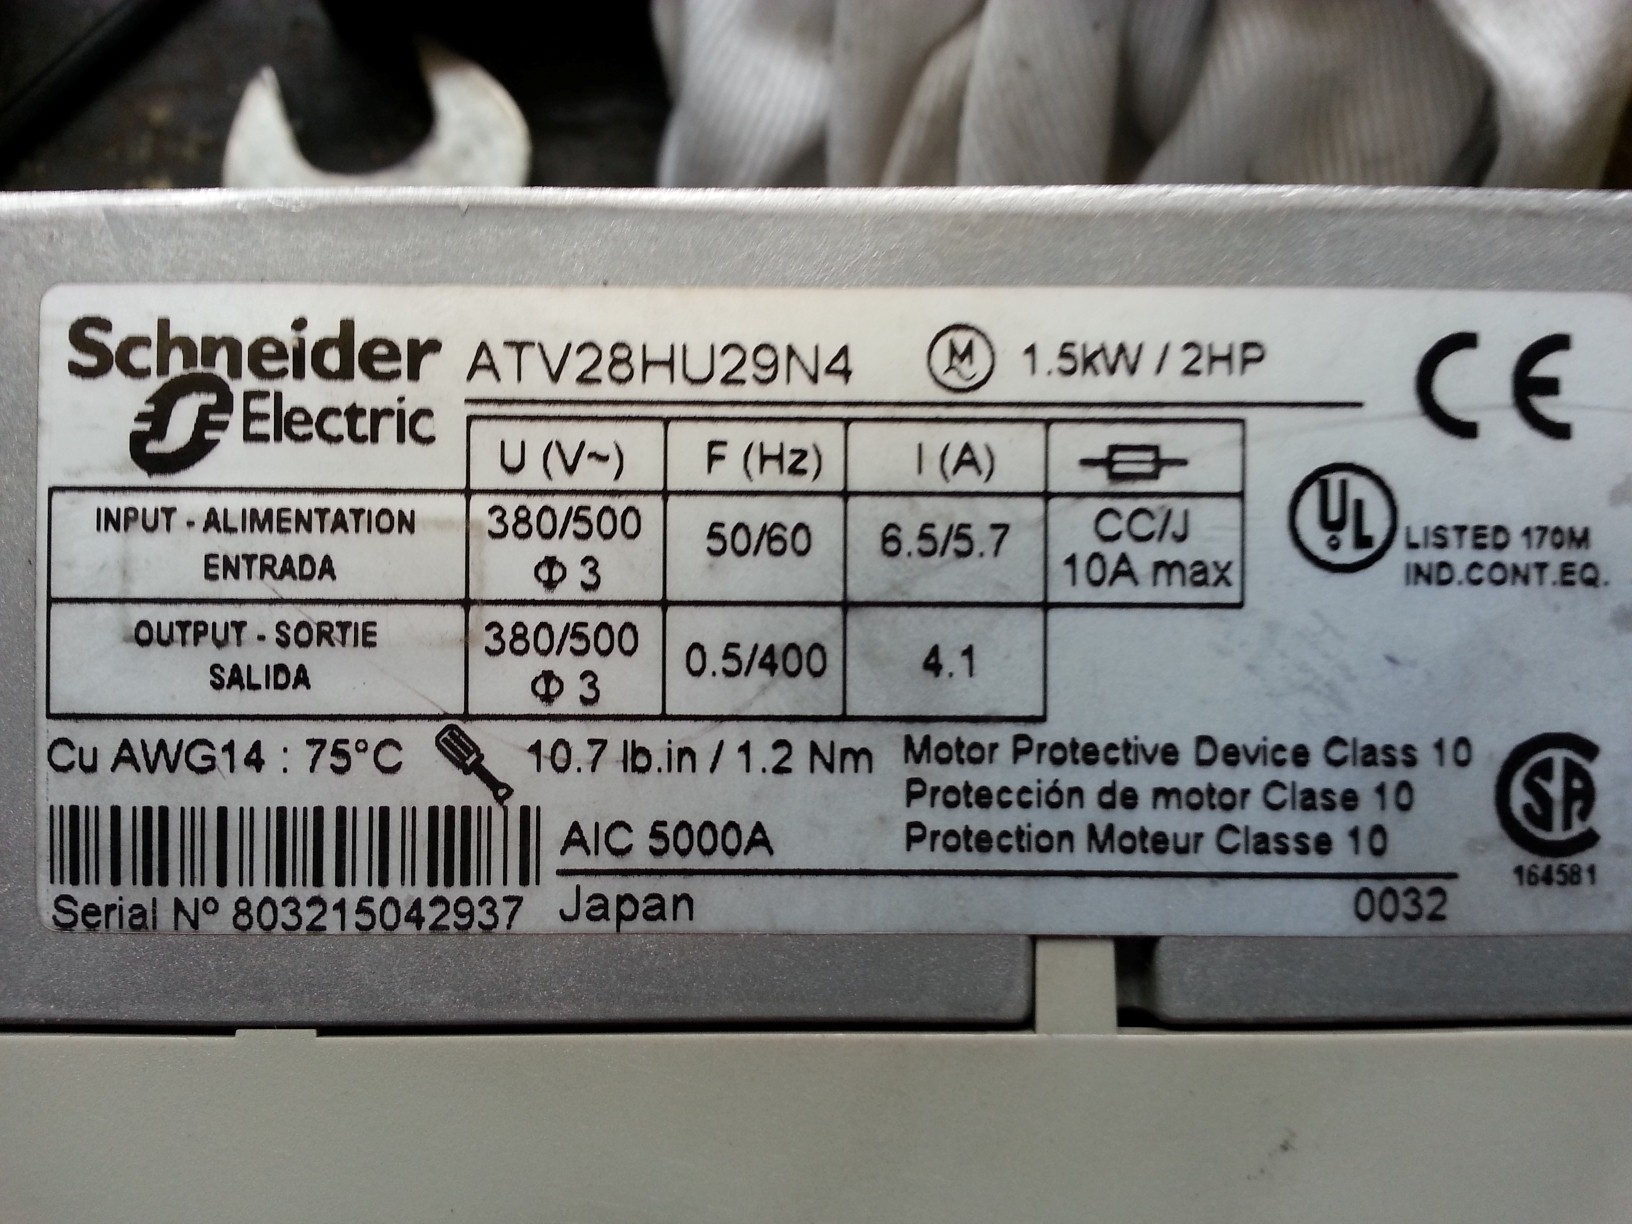 Schneider Electric
ATV28HU29N4 M 1.5kW / 2HP
CE
U (V~) F (Hz) I (A)
INPUT - ALIMENTATION
ENTRADA
380/500
Φ 3
50/60
6.5/5.7
CC/J
10A max
UL
LISTED 170M
IND.CONT.EQ.
OUTPUT - SORTIE
SALIDA
380/500
Φ 3
0.5/400
4.1
Cu AWG14 : 75°C 10.7 lb.in / 1.2 Nm
Motor Protective Device Class 10
Protección de motor Clase 10
Protection Moteur Classe 10
AIC 5000A
Serial Nº 803215042937
Japan
0032
SA
164581